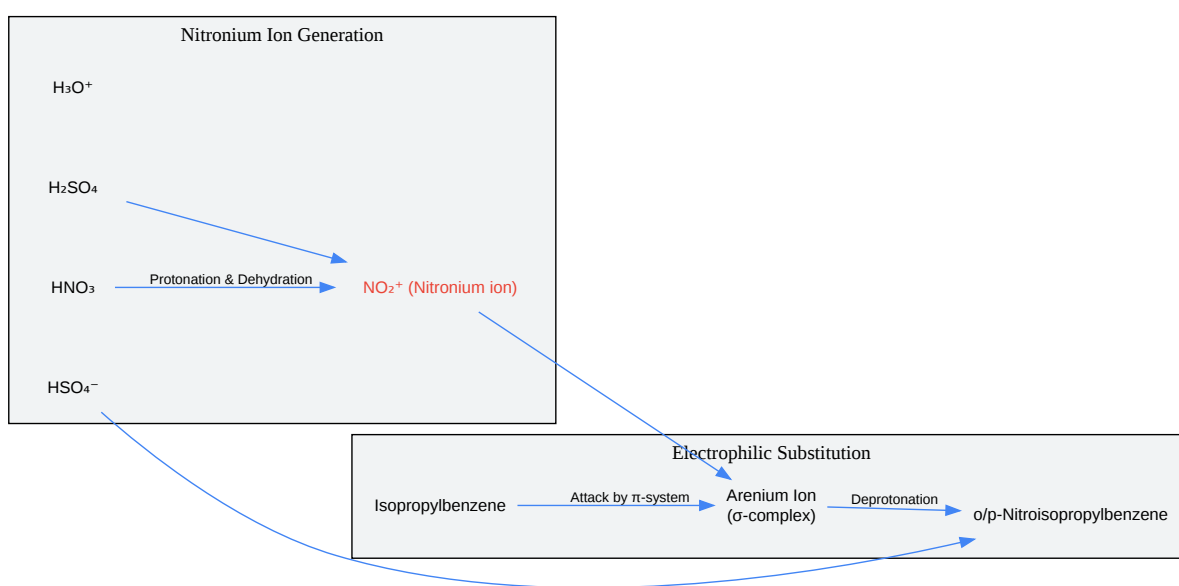 Nitronium Ion Generation
H₃O⁺
H₂SO₄
HNO₃
Protonation & Dehydration
NO₂⁺ (Nitronium ion)
HSO₄⁻
Electrophilic Substitution
Isopropylbenzene
Attack by π-system
Arenium Ion
(σ-complex)
Deprotonation
o/p-Nitroisopropylbenzene